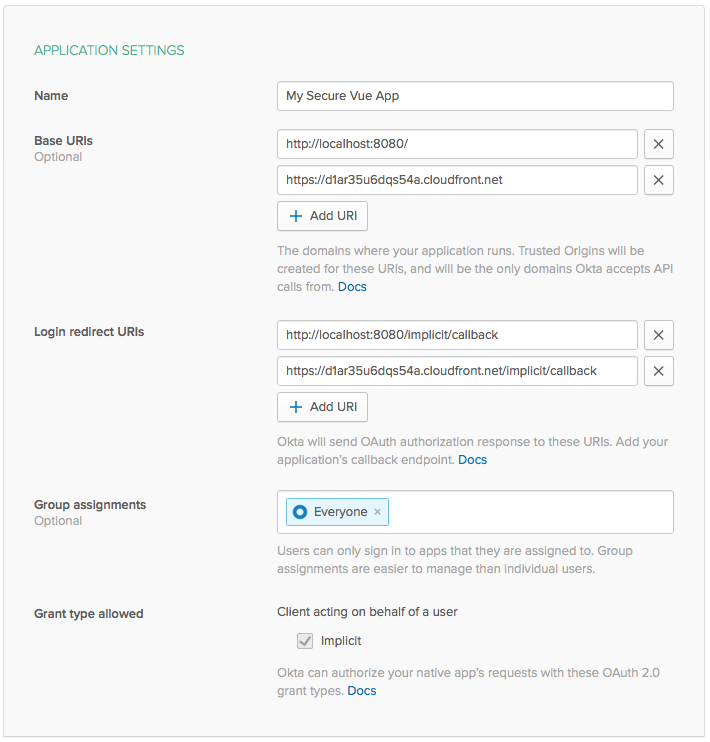 APPLICATION SETTINGS
Name
My Secure Vue App
Base URIs
Optional
http://localhost:8080/
https://d1ar35u6dqs54a.cloudfront.net
+ Add URI
The domains where your application runs. Trusted Origins will be
created for these URIs, and will be the only domains Okta accepts API
calls from. Docs
Login redirect URIs
http://localhost:8080/implicit/callback
https://d1ar35u6dqs54a.cloudfront.net/implicit/callback
+ Add URI
Okta will send OAuth authorization response to these URIs. Add your
application's callback endpoint. Docs
Group assignments
Optional
Everyone ×
Users can only sign in to apps that they are assigned to. Group
assignments are easier to manage than individual users.
Grant type allowed
Client acting on behalf of a user
Implicit
Okta can authorize your native app's requests with these OAuth 2.0
grant types. Docs